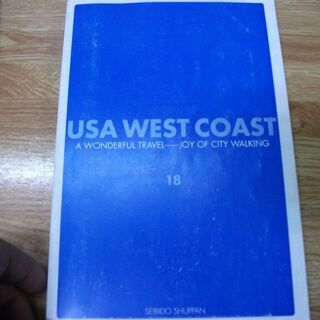 USA WEST COAST
A WONDERFUL TRAVEL—JOY OF CITY WALKING
18
SEIBIDO SHUPPAN